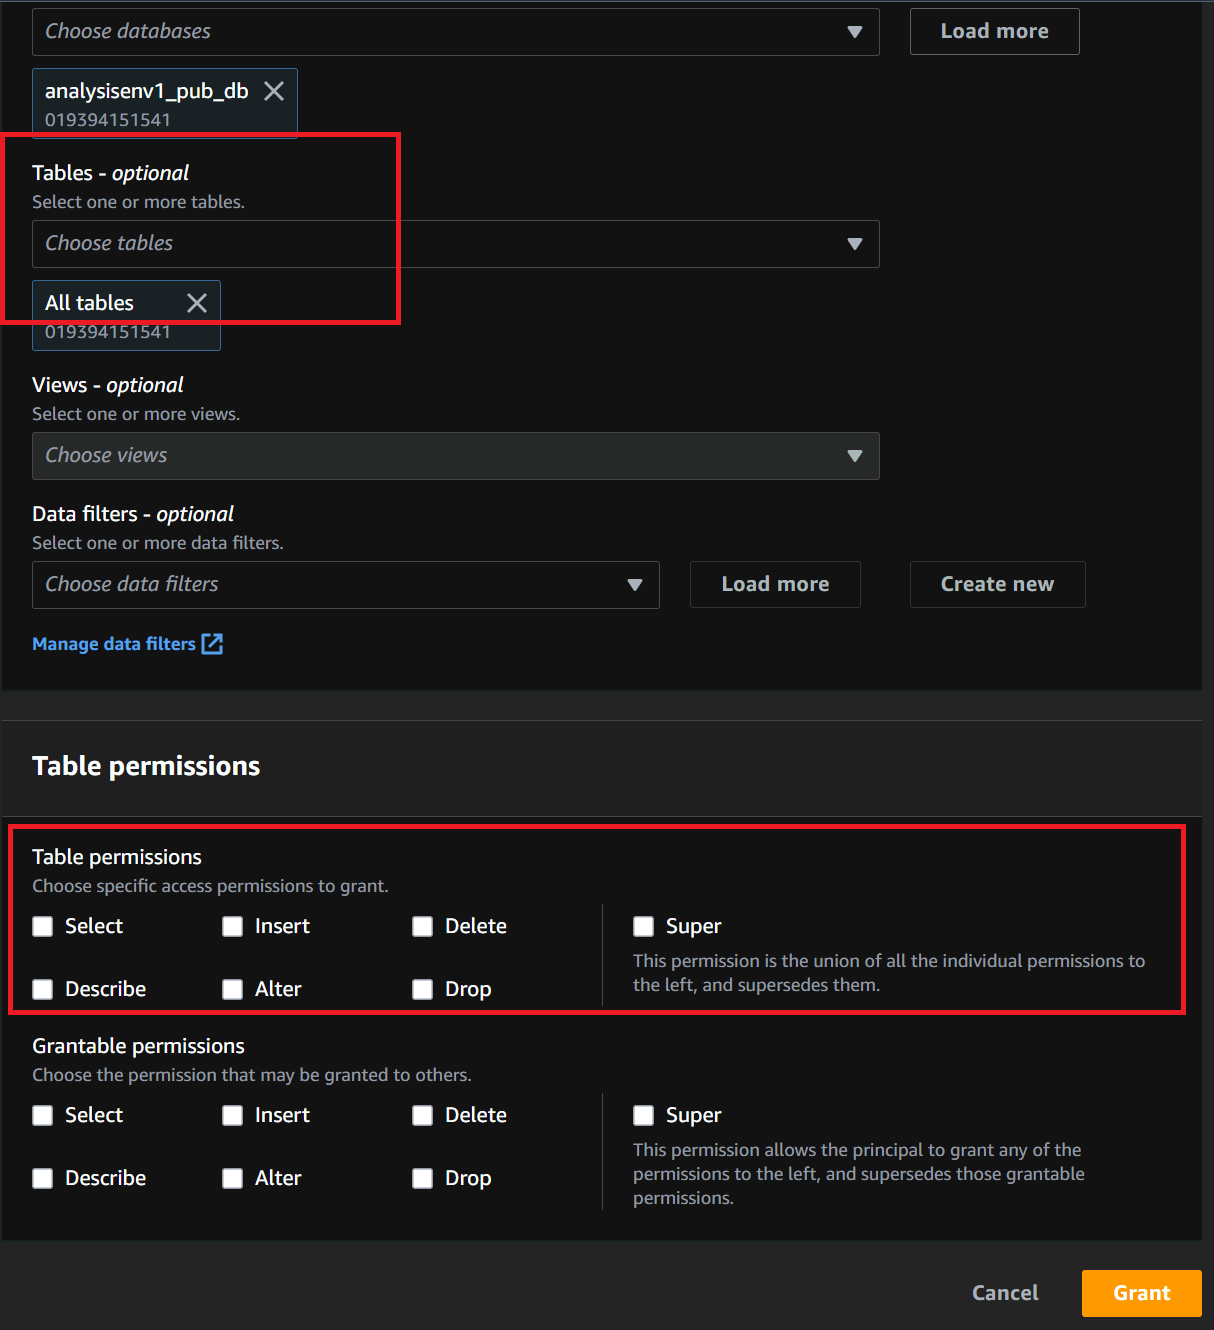 Choose databases
Load more
analysisenv1_pub_db
019394151541
Tables - optional
Select one or more tables.
Choose tables
All tables
019394151541
Views - optional
Select one or more views.
Choose views
Data filters - optional
Select one or more data filters.
Choose data filters
Load more
Create new
Manage data filters
Table permissions
Table permissions
Choose specific access permissions to grant.
Select
Insert
Delete
Super
This permission is the union of all the individual permissions to
the left, and supersedes them.
Describe
Alter
Drop
Grantable permissions
Choose the permission that may be granted to others.
Select
Insert
Delete
Super
This permission allows the principal to grant any of the
permissions to the left, and supersedes those grantable
permissions.
Describe
Alter
Drop
Cancel
Grant